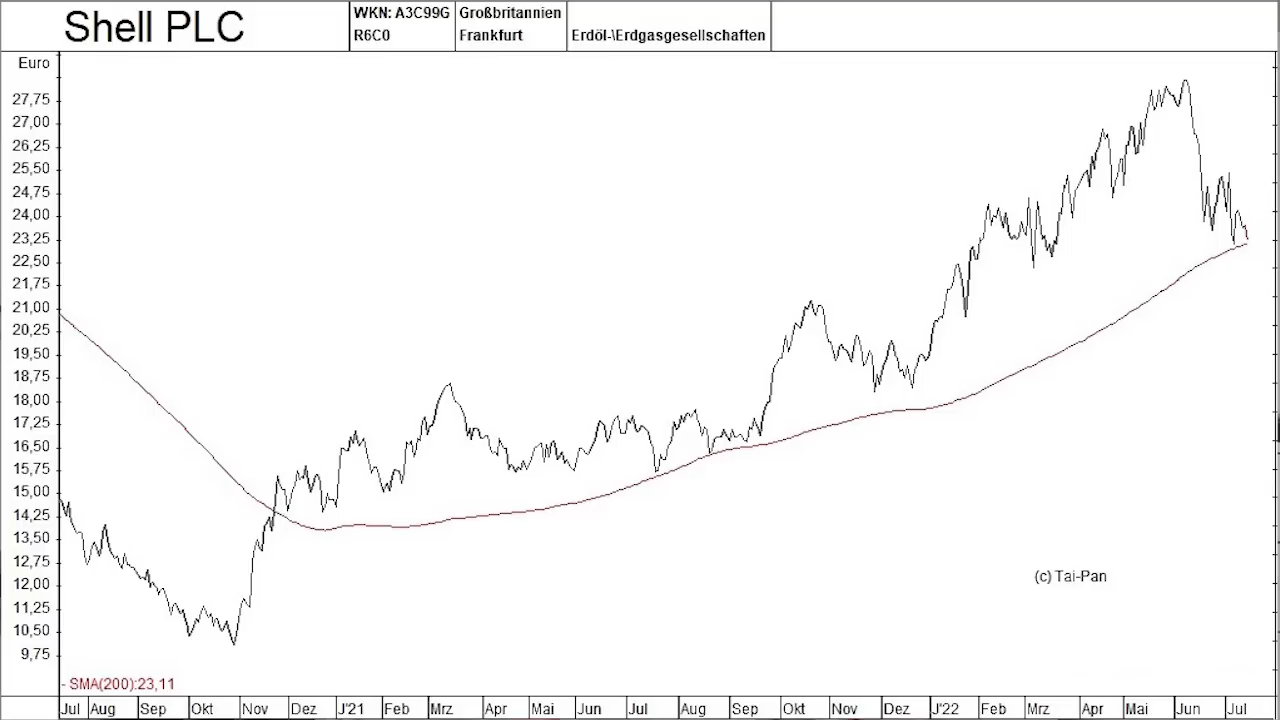 Shell PLC
WKN: A3C99G
R6C0
Großbritannien
Frankfurt
Erdöl-\Erdgasgesellschaften
Euro
27,75
27,00
26,25
25,50
24,75
24,00
23,25
22,50
21,75
21,00
20,25
19,50
18,75
18,00
17,25
16,50
15,75
15,00
14,25
13,50
12,75
12,00
11,25
10,50
9,75
(c) Tai-Pan
- SMA(200):23,11
Jul Aug Sep Okt Nov Dez J'21 Feb Mrz Apr Mai Jun Jul Aug Sep Okt Nov Dez J'22 Feb Mrz Apr Mai Jun Jul